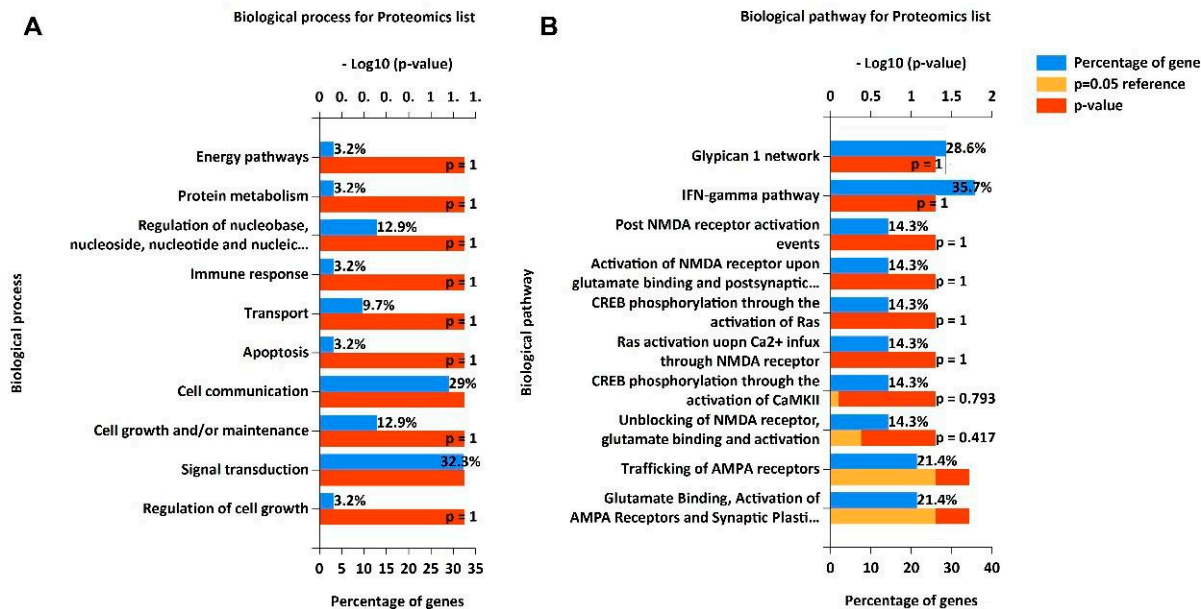 A
Biological process for Proteomics list
- Log10 (p-value)
0 0. 0. 0. 0. 1 1. 1.
Energy pathways
3.2%
p = 1
Protein metabolism
3.2%
p = 1
Regulation of nucleobase,
nucleoside, nucleotide and nucleic...
12.9%
p = 1
Immune response
3.2%
p = 1
Transport
9.7%
p = 1
Apoptosis
3.2%
p = 1
Cell communication
29%
Cell growth and/or maintenance
12.9%
p = 1
Signal transduction
32.3%
Regulation of cell growth
3.2%
p = 1
Biological process
0 5 10 15 20 25 30 35
Percentage of genes
B
Biological pathway for Proteomics list
- Log10 (p-value)
0 0.5 1 1.5 2
Glypican 1 network
28.6%
p = 1
IFN-gamma pathway
35.7%
p = 1
Post NMDA receptor activation
events
14.3%
p = 1
Activation of NMDA receptor upon
glutamate binding and postsynaptic...
14.3%
p = 1
CREB phosphorylation through the
activation of Ras
14.3%
p = 1
Ras activation uopn Ca2+ infux
through NMDA receptor
14.3%
p = 1
CREB phosphorylation through the
activation of CaMKII
14.3%
p = 0.793
Unblocking of NMDA receptor,
glutamate binding and activation
14.3%
p = 0.417
Trafficking of AMPA receptors
21.4%
Glutamate Binding, Activation of
AMPA Receptors and Synaptic Plasti...
21.4%
Biological pathway
0 10 20 30 40
Percentage of genes
Percentage of gene
p=0.05 reference
p-value